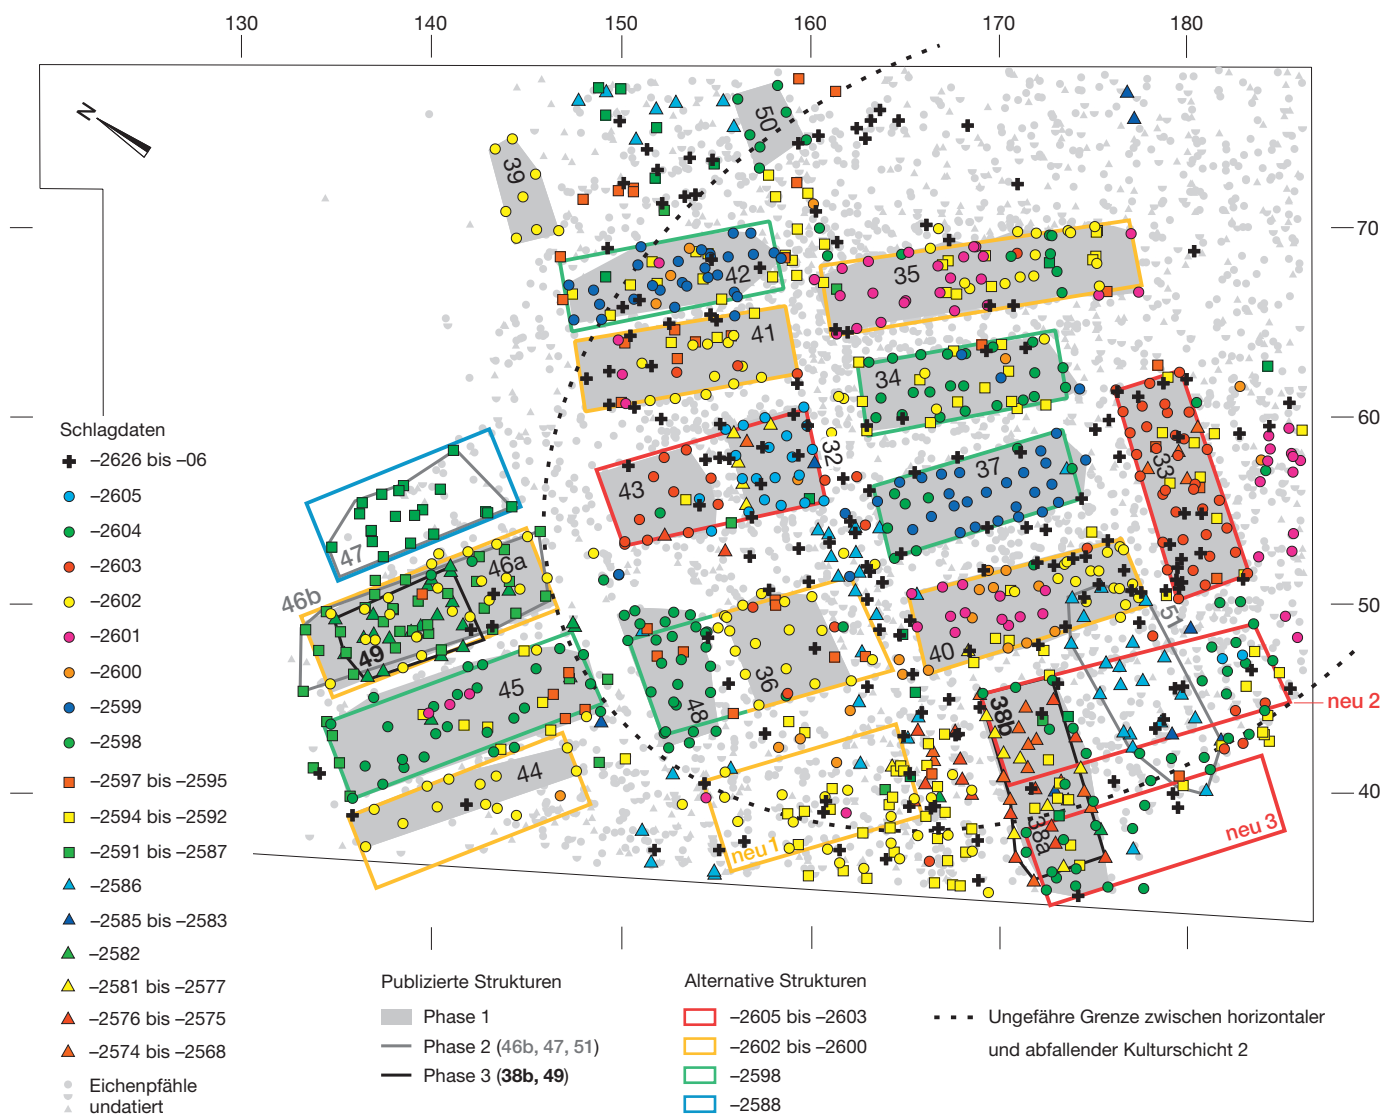 130 140 150 160 170 180
N
50
39
70
42
35
41
34
60
Schlagdaten
–2626 bis –06
–2605
–2604
–2603
–2602
–2601
–2600
–2599
–2598
–2597 bis –2595
–2594 bis –2592
–2591 bis –2587
–2586
–2585 bis –2583
–2582
–2581 bis –2577
–2576 bis –2575
–2574 bis –2568
Eichenpfähle
undatiert
32
33
37
43
47
46a
46b
50
49
51
40
36
45
48
38b
neu 2
44
40
38a
neu 1
neu 3
Publizierte Strukturen
Phase 1
Phase 2 (46b, 47, 51)
Phase 3 (38b, 49)
Alternative Strukturen
–2605 bis –2603
–2602 bis –2600
–2598
–2588
Ungefähre Grenze zwischen horizontaler
und abfallender Kulturschicht 2